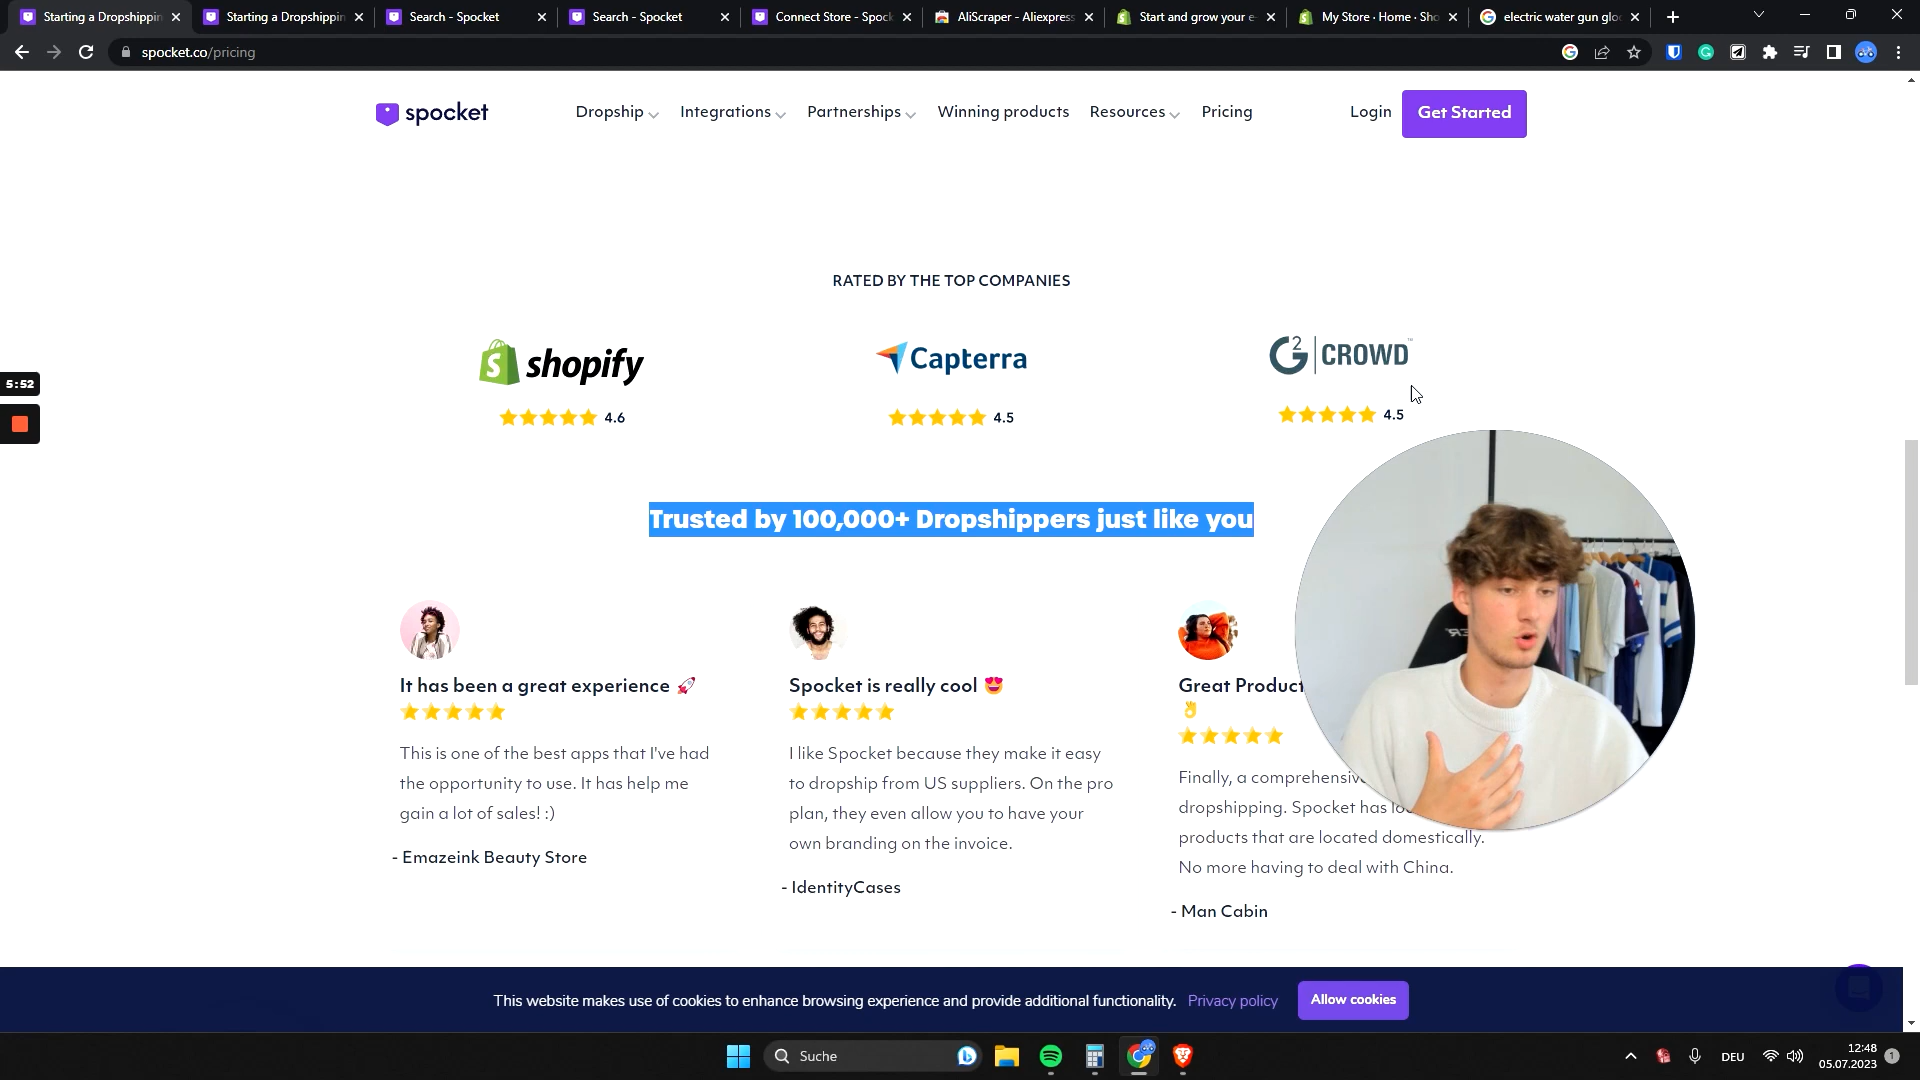 Starting a Dropshippin
Starting a Dropshippin
Search - Spocket
Search - Spocket
Connect Store - Spock
AliScraper - Aliexpress
Start and grow your e-
My Store · Home · Sho
electric water gun glo
spocket.co/pricing
spocket
Dropship
Integrations
Partnerships
Winning products
Resources
Pricing
Login
Get Started
RATED BY THE TOP COMPANIES
shopify
Capterra
G2 CROWD
4.6
4.5
4.5
5:52
Trusted by 100,000+ Dropshippers just like you
It has been a great experience 🚀
This is one of the best apps that I've had
the opportunity to use. It has help me
gain a lot of sales! :)
- Emazeink Beauty Store
Spocket is really cool 😍
I like Spocket because they make it easy
to dropship from US suppliers. On the pro
plan, they even allow you to have your
own branding on the invoice.
- IdentityCases
Great Product
👌
Finally, a comprehensiv
dropshipping. Spocket has
products that are located domestically.
No more having to deal with China.
- Man Cabin
This website makes use of cookies to enhance browsing experience and provide additional functionality. Privacy policy
Allow cookies
Suche
DEU
12:48
05.07.2023
1